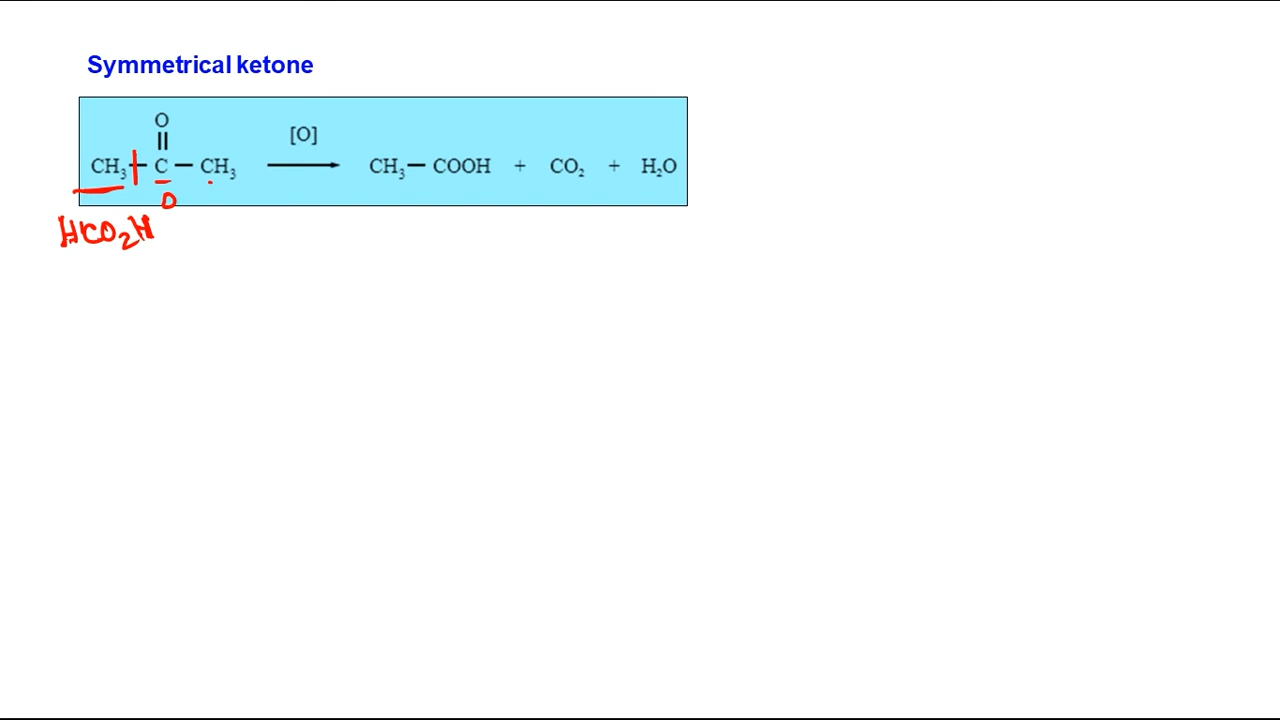 Symmetrical ketone
O
[O]
CH₃ — C — CH₃ ⟶ CH₃ — COOH + CO₂ + H₂O
O
HCO₂H